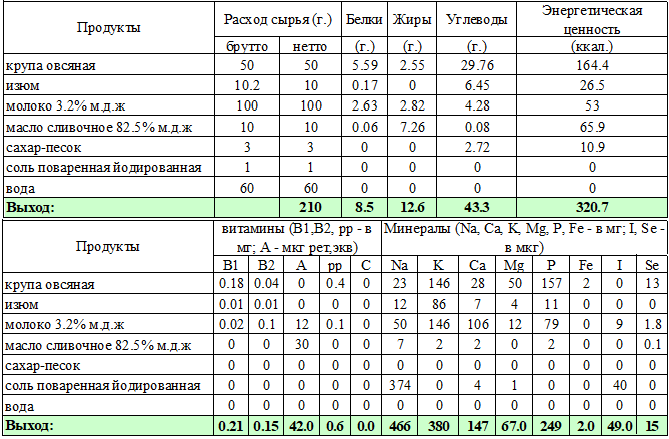 Продукты Расход сырья (г.) Белки Жиры Углеводы Энергетическая ценность
брутто нетто (г.) (г.) (г.) (ккал.)
крупа овсяная 50 50 5.59 2.55 29.76 164.4
изюм 10.2 10 0.17 0 6.45 26.5
молоко 3.2% м.д.ж 100 100 2.63 2.82 4.28 53
масло сливочное 82.5% м.д.ж 10 10 0.06 7.26 0.08 65.9
сахар-песок 3 3 0 0 2.72 10.9
соль поваренная йодированная 1 1 0 0 0 0
вода 60 60 0 0 0 0
Выход: 210 8.5 12.6 43.3 320.7
Продукты витамины (B1,B2, pp - в мг; А - мкг рет,экв) Минералы (Na, Ca, K, Mg, P, Fe - в мг; I, Se - в мкг)
B1 B2 A pp C Na K Ca Mg P Fe I Se
крупа овсяная 0.18 0.04 0 0.4 0 23 146 28 50 157 2 0 13
изюм 0.01 0.01 0 0 0 12 86 7 4 11 0 0 0
молоко 3.2% м.д.ж 0.02 0.1 12 0.1 0 50 146 106 12 79 0 9 1.8
масло сливочное 82.5% м.д.ж 0 0 30 0 0 7 2 2 0 2 0 0 0.1
сахар-песок 0 0 0 0 0 0 0 0 0 0 0 0 0
соль поваренная йодированная 0 0 0 0 0 374 0 4 1 0 0 40 0
вода 0 0 0 0 0 0 0 0 0 0 0 0 0
Выход: 0.21 0.15 42.0 0.6 0.0 466 380 147 67.0 249 2.0 49.0 15